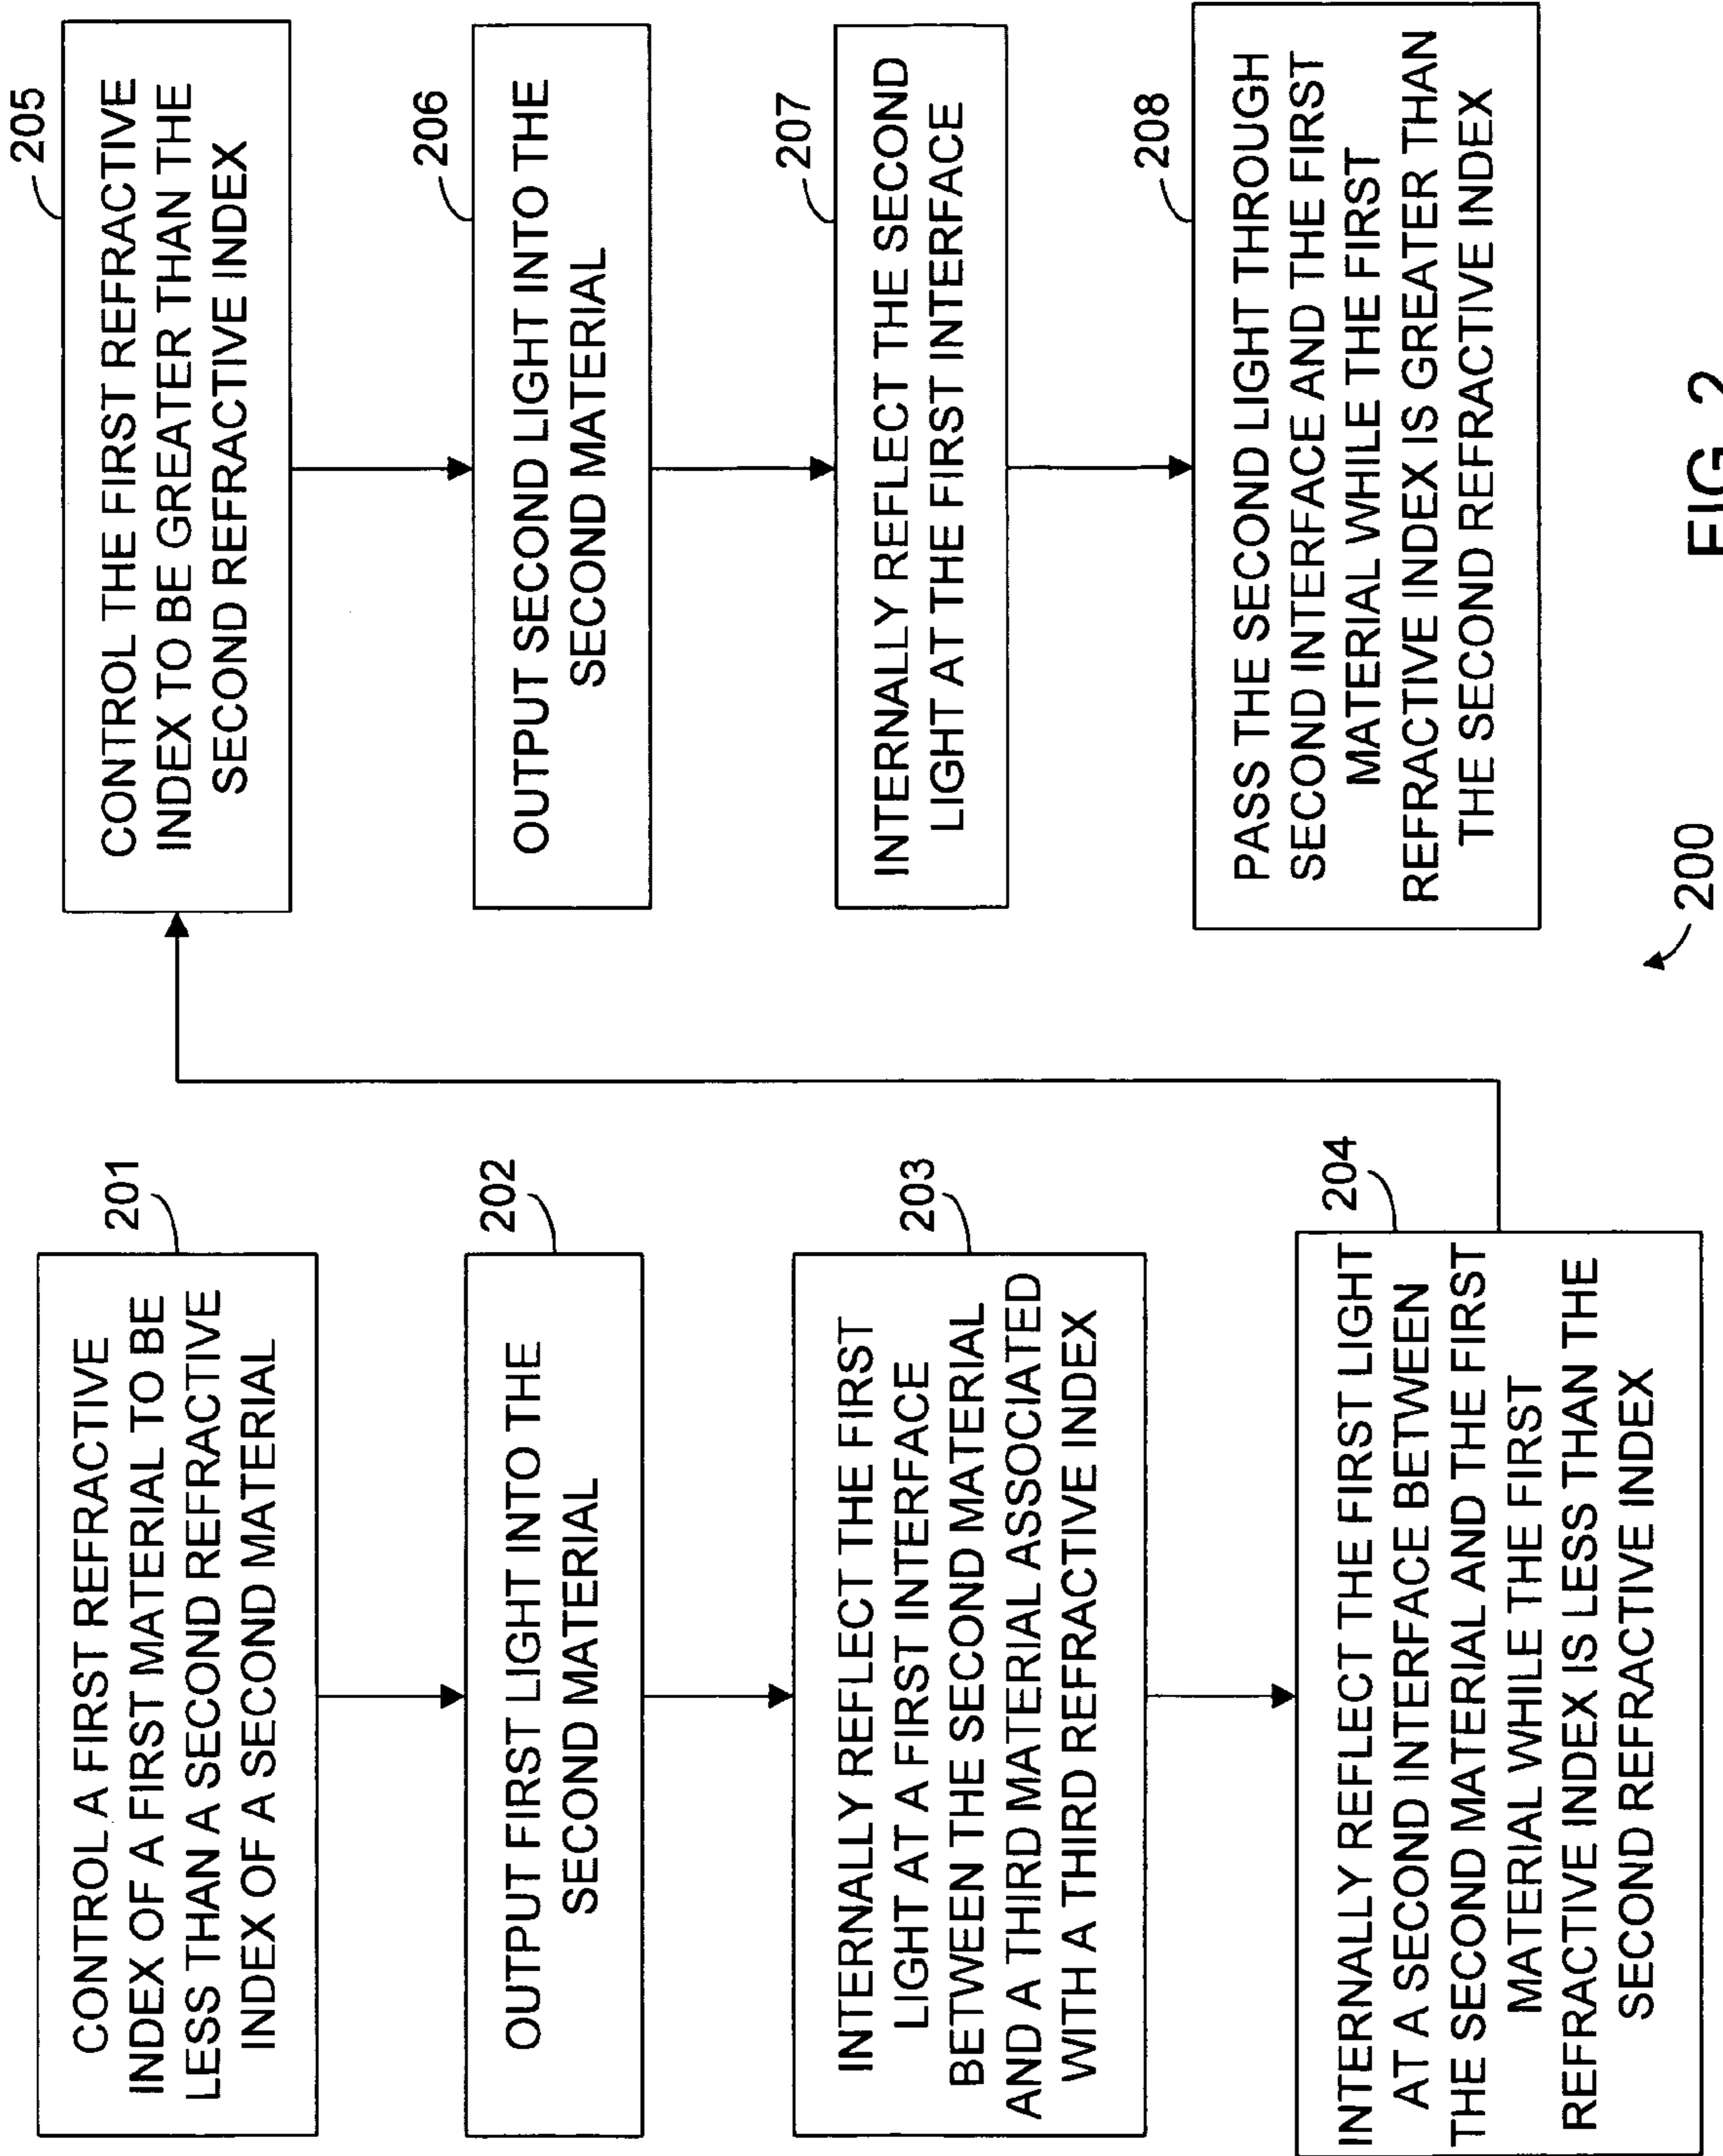 201
CONTROL A FIRST REFRACTIVE
INDEX OF A FIRST MATERIAL TO BE
LESS THAN A SECOND REFRACTIVE
INDEX OF A SECOND MATERIAL
202
OUTPUT FIRST LIGHT INTO THE
SECOND MATERIAL
203
INTERNALLY REFLECT THE FIRST
LIGHT AT A FIRST INTERFACE
BETWEEN THE SECOND MATERIAL
AND A THIRD MATERIAL ASSOCIATED
WITH A THIRD REFRACTIVE INDEX
204
INTERNALLY REFLECT THE FIRST LIGHT
AT A SECOND INTERFACE BETWEEN
THE SECOND MATERIAL AND THE FIRST
MATERIAL WHILE THE FIRST
REFRACTIVE INDEX IS LESS THAN THE
SECOND REFRACTIVE INDEX
205
CONTROL THE FIRST REFRACTIVE
INDEX TO BE GREATER THAN THE
SECOND REFRACTIVE INDEX
206
OUTPUT SECOND LIGHT INTO THE
SECOND MATERIAL
207
INTERNALLY REFLECT THE SECOND
LIGHT AT THE FIRST INTERFACE
208
PASS THE SECOND LIGHT THROUGH
SECOND INTERFACE AND THE FIRST
MATERIAL WHILE THE FIRST
REFRACTIVE INDEX IS GREATER THAN
THE SECOND REFRACTIVE INDEX
200
FIG. 2